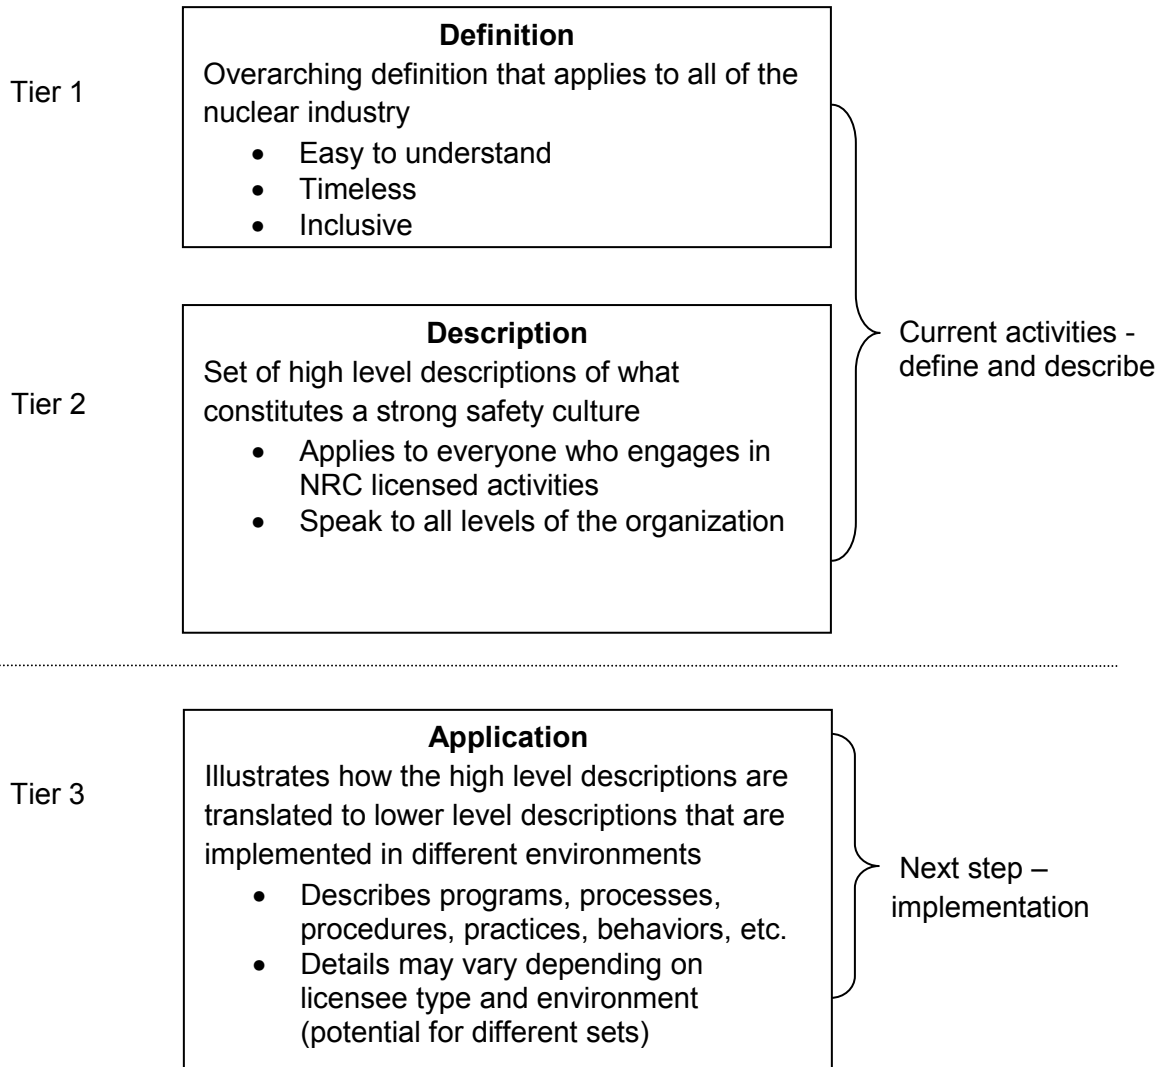 Definition
Tier 1
Overarching definition that applies to all of the
nuclear industry
• Easy to understand
• Timeless
• Inclusive
Description
Tier 2
Set of high level descriptions of what
constitutes a strong safety culture
• Applies to everyone who engages in
NRC licensed activities
• Speak to all levels of the organization
Current activities -
define and describe
Application
Tier 3
Illustrates how the high level descriptions are
translated to lower level descriptions that are
implemented in different environments
• Describes programs, processes,
procedures, practices, behaviors, etc.
• Details may vary depending on
licensee type and environment
(potential for different sets)
Next step –
implementation